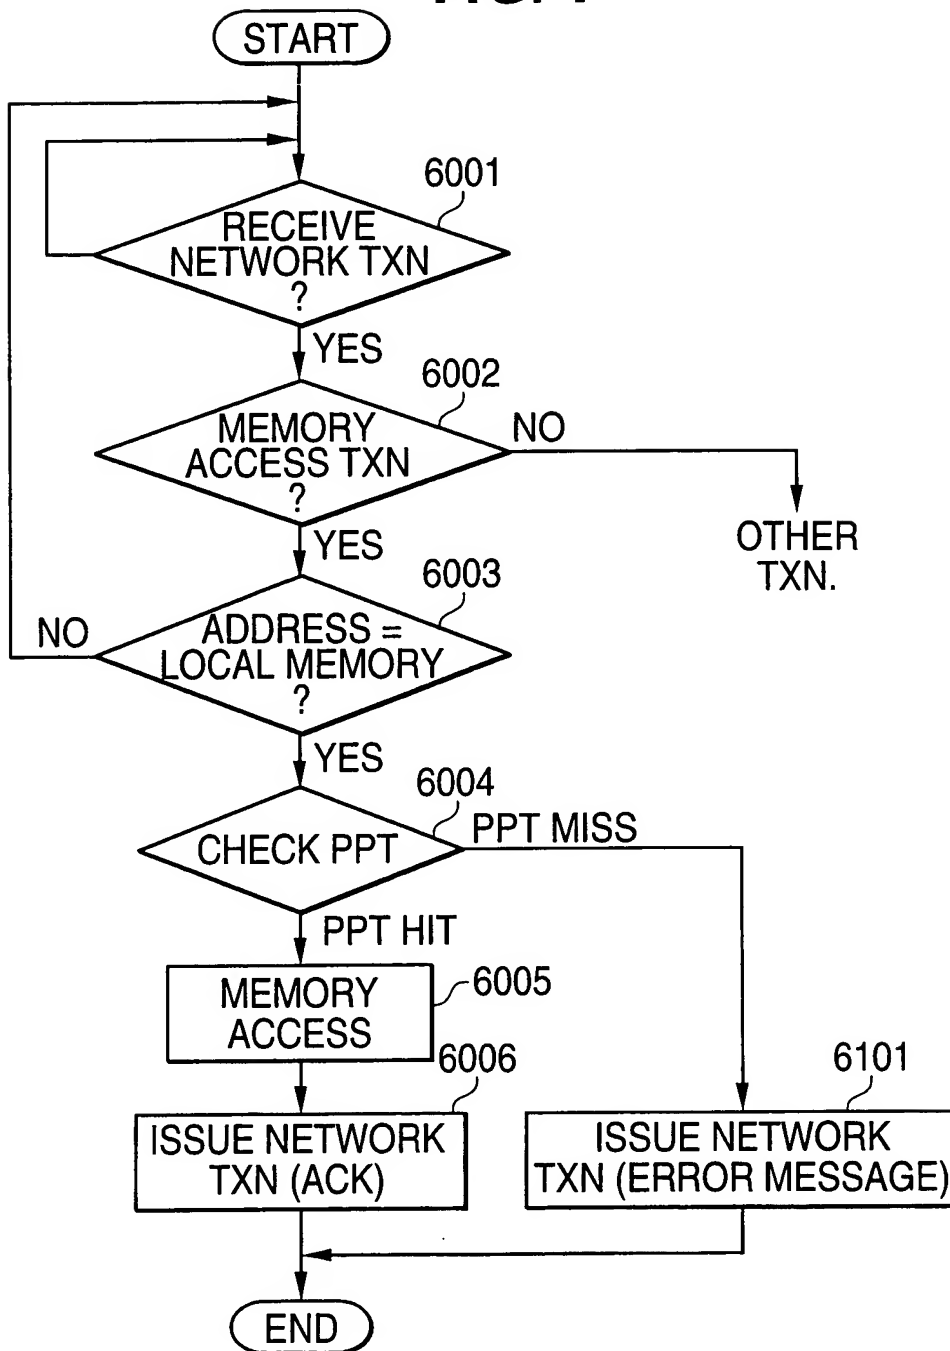 START
6001
RECEIVE
NETWORK TXN
?
YES
6002
MEMORY
ACCESS TXN
?
NO
OTHER
TXN.
YES
6003
ADDRESS =
LOCAL MEMORY
?
NO
YES
6004
CHECK PPT
PPT MISS
PPT HIT
MEMORY
ACCESS
6005
6006
ISSUE NETWORK
TXN (ACK)
6101
ISSUE NETWORK
TXN (ERROR MESSAGE)
END